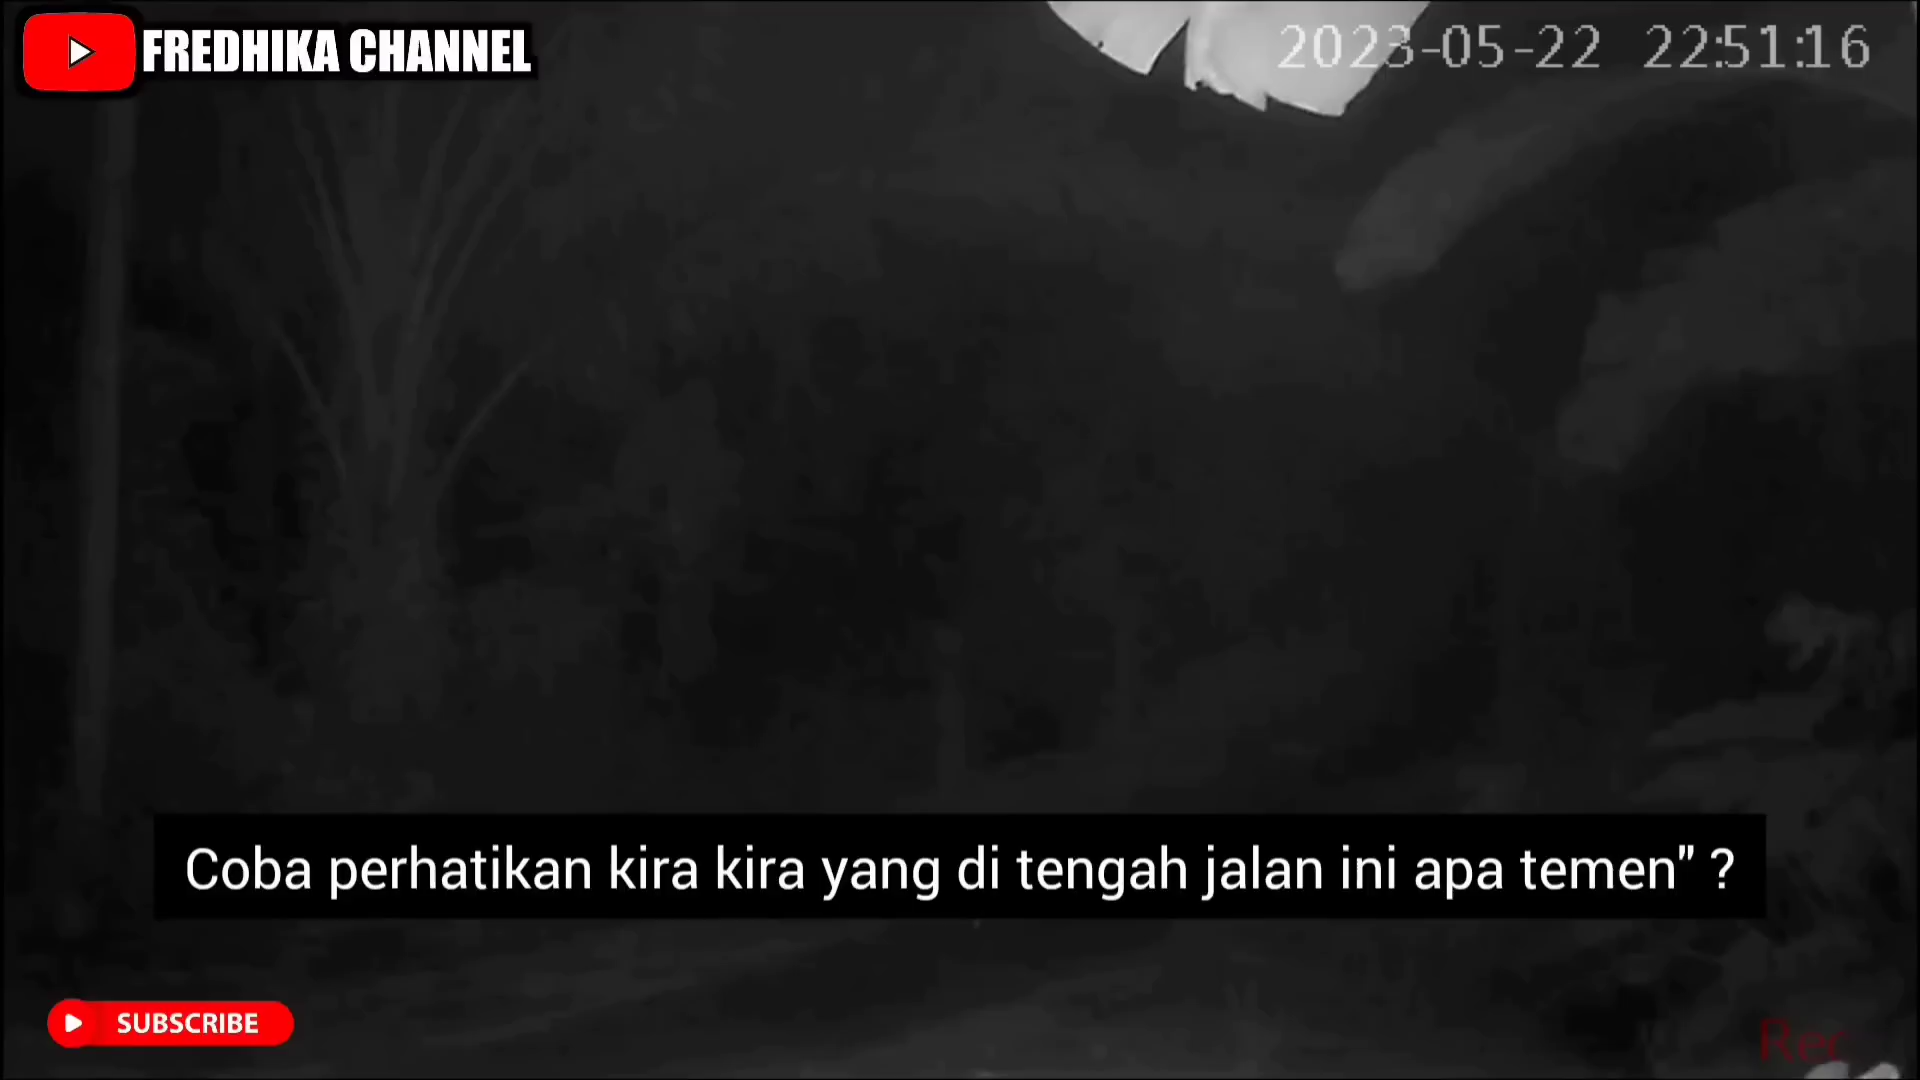 FREDHIKA CHANNEL
2023-05-22 22:51:16
Coba perhatikan kira kira yang di tengah jalan ini apa temen" ?
SUBSCRIBE
Rec